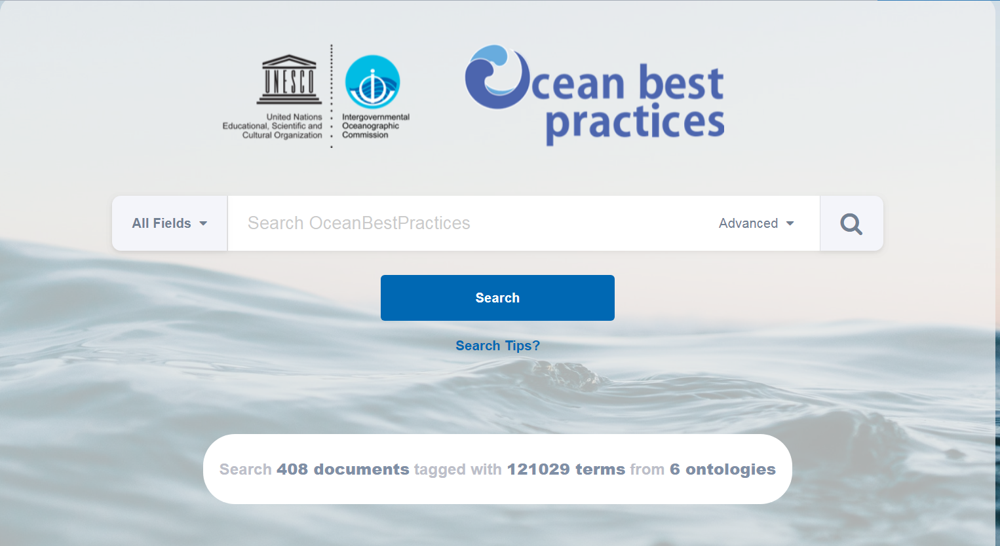 UNESCO
United Nations
Educational, Scientific and
Cultural Organization
Intergovernmental
Oceanographic
Commission
Ocean best
practices
All Fields
Search OceanBestPractices
Advanced
Search
Search Tips?
Search 408 documents tagged with 121029 terms from 6 ontologies